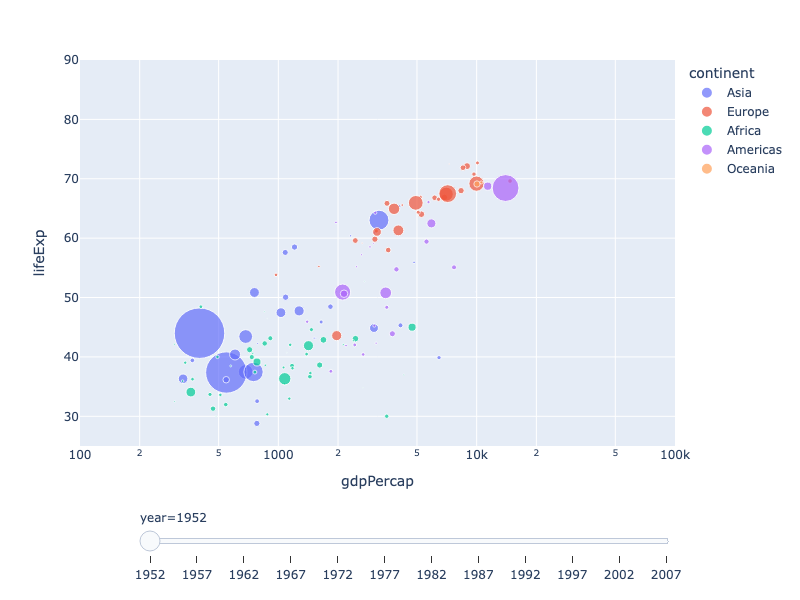 continent
Asia
Europe
Africa
Americas
Oceania
lifeExp
90
80
70
60
50
40
30
100 2 5 1000 2 5 10k 2 5 100k
gdpPercap
year=1952
1952 1957 1962 1967 1972 1977 1982 1987 1992 1997 2002 2007